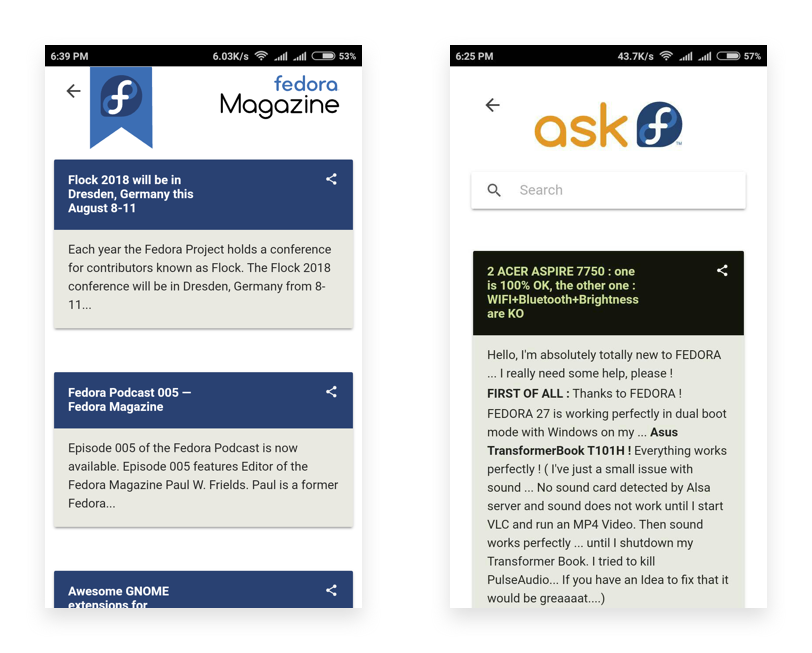 6:39 PM 6.03K/s 53%
fedora
Magazine
Flock 2018 will be in
Dresden, Germany this
August 8-11
Each year the Fedora Project holds a conference
for contributors known as Flock. The Flock 2018
conference will be in Dresden, Germany from 8-
11...
Fedora Podcast 005 —
Fedora Magazine
Episode 005 of the Fedora Podcast is now
available. Episode 005 features Editor of the
Fedora Magazine Paul W. Frields. Paul is a former
Fedora...
Awesome GNOME
extensions for
6:25 PM 43.7K/s 57%
ask
TM
Search
2 ACER ASPIRE 7750 : one
is 100% OK, the other one :
WIFI+Bluetooth+Brightness
are KO
Hello, I'm absolutely totally new to FEDORA
... I really need some help, please !
FIRST OF ALL : Thanks to FEDORA !
FEDORA 27 is working perfectly in dual boot
mode with Windows on my ... Asus
TransformerBook T101H ! Everything works
perfectly ! ( I've just a small issue with
sound ... No sound card detected by Alsa
server and sound does not work until I start
VLC and run an MP4 Video. Then sound
works perfectly ... until I shutdown my
Transformer Book. I tried to kill
PulseAudio... If you have an Idea to fix that it
would be greaaaat....)